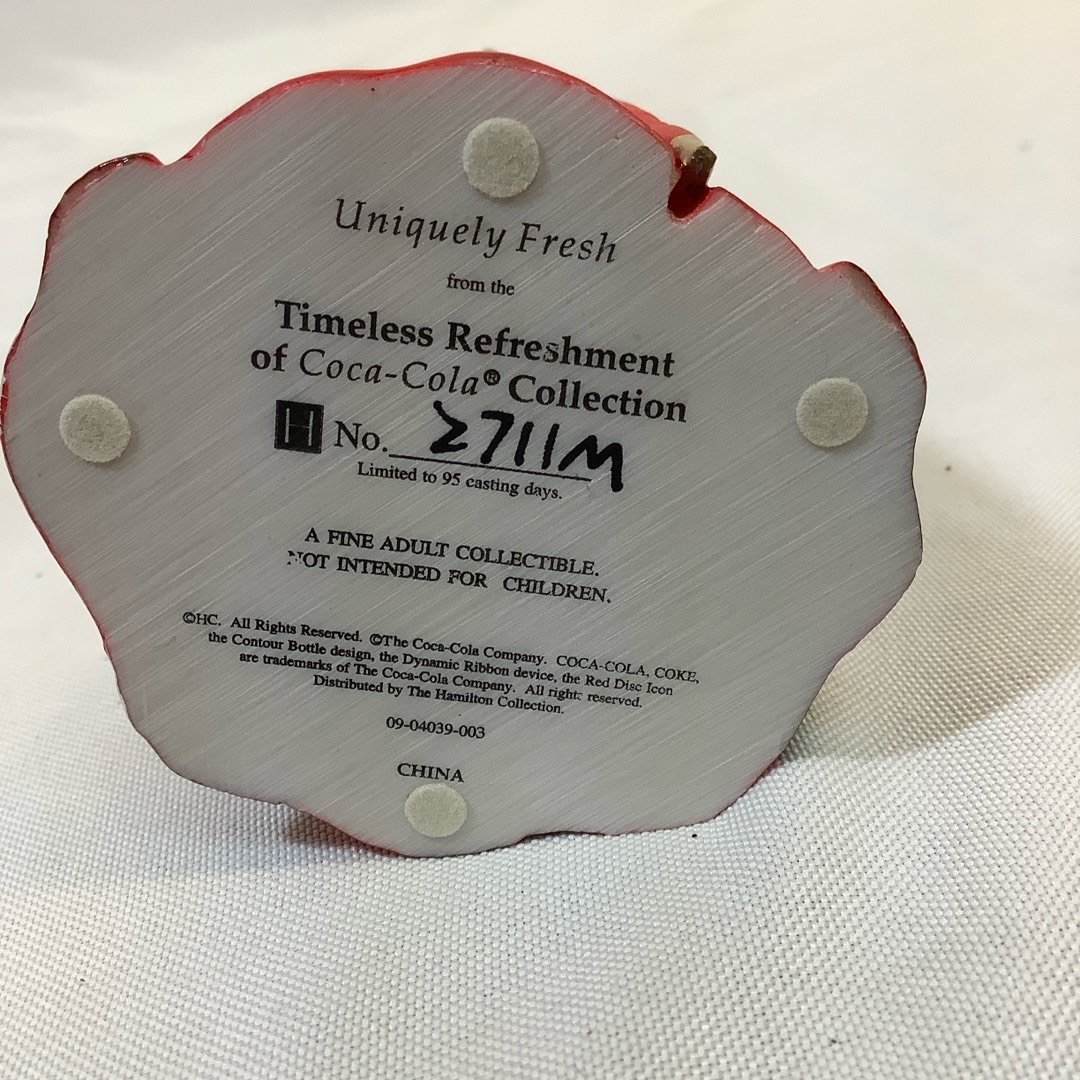 Uniquely Fresh
from the
Timeless Refreshment
of Coca-Cola® Collection
H No. 2711M
Limited to 95 casting days.
A FINE ADULT COLLECTIBLE.
NOT INTENDED FOR CHILDREN.
©HC. All Rights Reserved. ©The Coca-Cola Company. COCA-COLA, COKE,
the Contour Bottle design, the Dynamic Ribbon device, the Red Disc Icon
are trademarks of The Coca-Cola Company. All rights reserved.
Distributed by The Hamilton Collection.
09-04039-003
CHINA